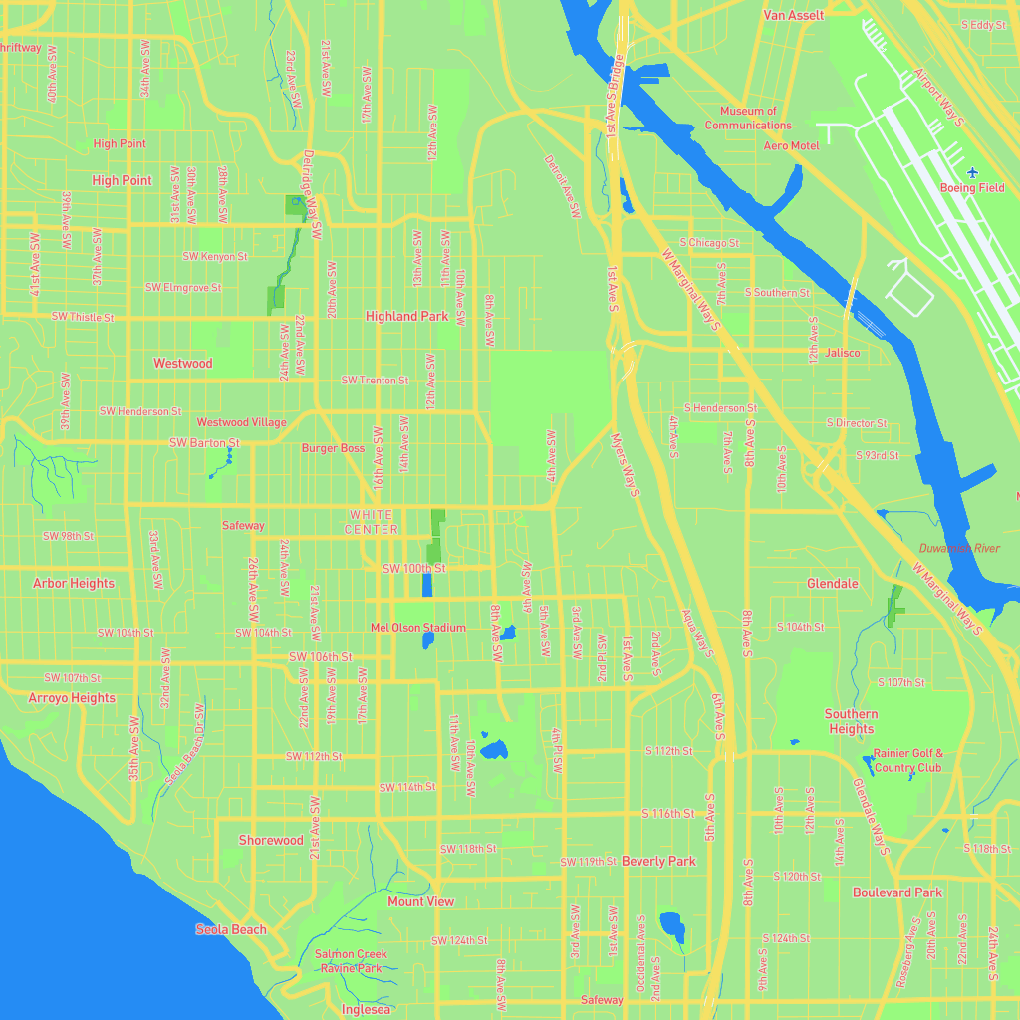 Van Asselt
S Eddy St
hriftway
40th Ave SW
34th Ave SW
23rd Ave SW
21st Ave SW
17th Ave SW
12th Ave SW
1st Ave S Bridge
Airport Way S
Museum of
Communications
Aero Motel
High Point
High Point
Delridge Way SW
Detroit Ave SW
Boeing Field
31st Ave SW
30th Ave SW
28th Ave SW
39th Ave SW
41st Ave SW
37th Ave SW
SW Kenyon St
SW Elmgrove St
SW Thistle St
20th Ave SW
13th Ave SW
11th Ave SW
10th Ave SW
8th Ave SW
1st Ave S
S Chicago St
W Marginal Way S
7th Ave S
S Southern St
12th Ave S
Jalisco
Highland Park
24th Ave SW
22nd Ave SW
Westwood
SW Trenton St
12th Ave SW
39th Ave SW
SW Henderson St
Westwood Village
SW Barton St
Burger Boss
16th Ave SW
14th Ave SW
4th Ave SW
Myers Way S
4th Ave S
S Henderson St
7th Ave S
8th Ave S
10th Ave S
S Director St
S 93rd St
WHITE
CENTER
Safeway
SW 98th St
33rd Ave SW
26th Ave SW
24th Ave SW
21st Ave SW
SW 100th St
6th Ave SW
Duwamish River
Arbor Heights
Glendale
W Marginal Way S
SW 104th St
SW 104th St
Mel Olson Stadium
8th Ave SW
5th Ave SW
3rd Ave SW
2nd Pl SW
1st Ave S
2nd Ave S
Aqua Way S
8th Ave S
S 104th St
SW 106th St
SW 107th St
32nd Ave SW
Arroyo Heights
22nd Ave SW
19th Ave SW
17th Ave SW
S 107th St
Southern
Heights
35th Ave SW
Seola Beach Dr SW
11th Ave SW
10th Ave SW
4th Pl SW
6th Ave S
SW 112th St
S 112th St
Rainier Golf &
Country Club
SW 114th St
S 116th St
5th Ave S
10th Ave S
12th Ave S
14th Ave S
Glendale Way S
Shorewood
21st Ave SW
SW 118th St
SW 119th St
Beverly Park
8th Ave S
S 120th St
S 118th St
Boulevard Park
Mount View
Seola Beach
SW 124th St
3rd Ave SW
1st Ave SW
Occidental Ave S
2nd Ave S
S 124th St
9th Ave S
Roseberg Ave S
20th Ave S
22nd Ave S
24th Ave S
Salmon Creek
Ravine Park
8th Ave SW
Inglesea
Safeway